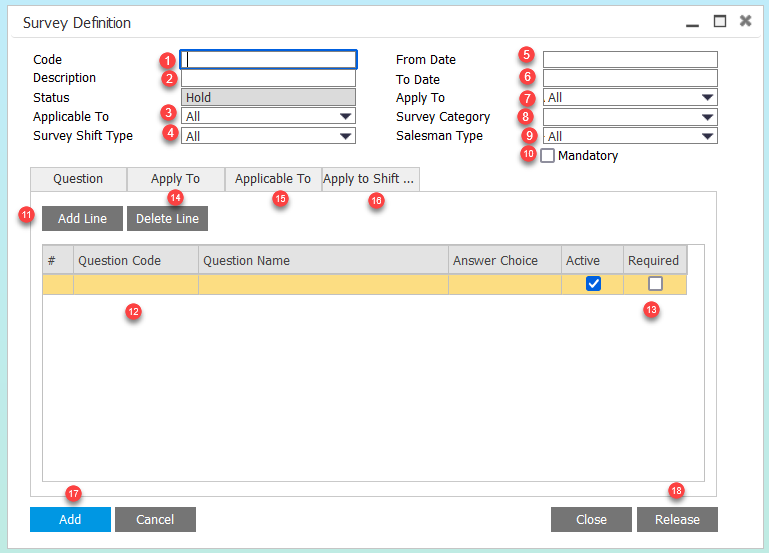 Survey Definition
Code 1 From Date 5
Description 2 To Date 6
Status Hold Apply To 7 All
Applicable To 3 All Survey Category 8
Survey Shift Type 4 All Salesman Type 9 All
10 Mandatory
Question Apply To Applicable To Apply to Shift ...
14 15 16
11 Add Line Delete Line
# Question Code Question Name Answer Choice Active Required
12 13
17 18
Add Cancel Close Release